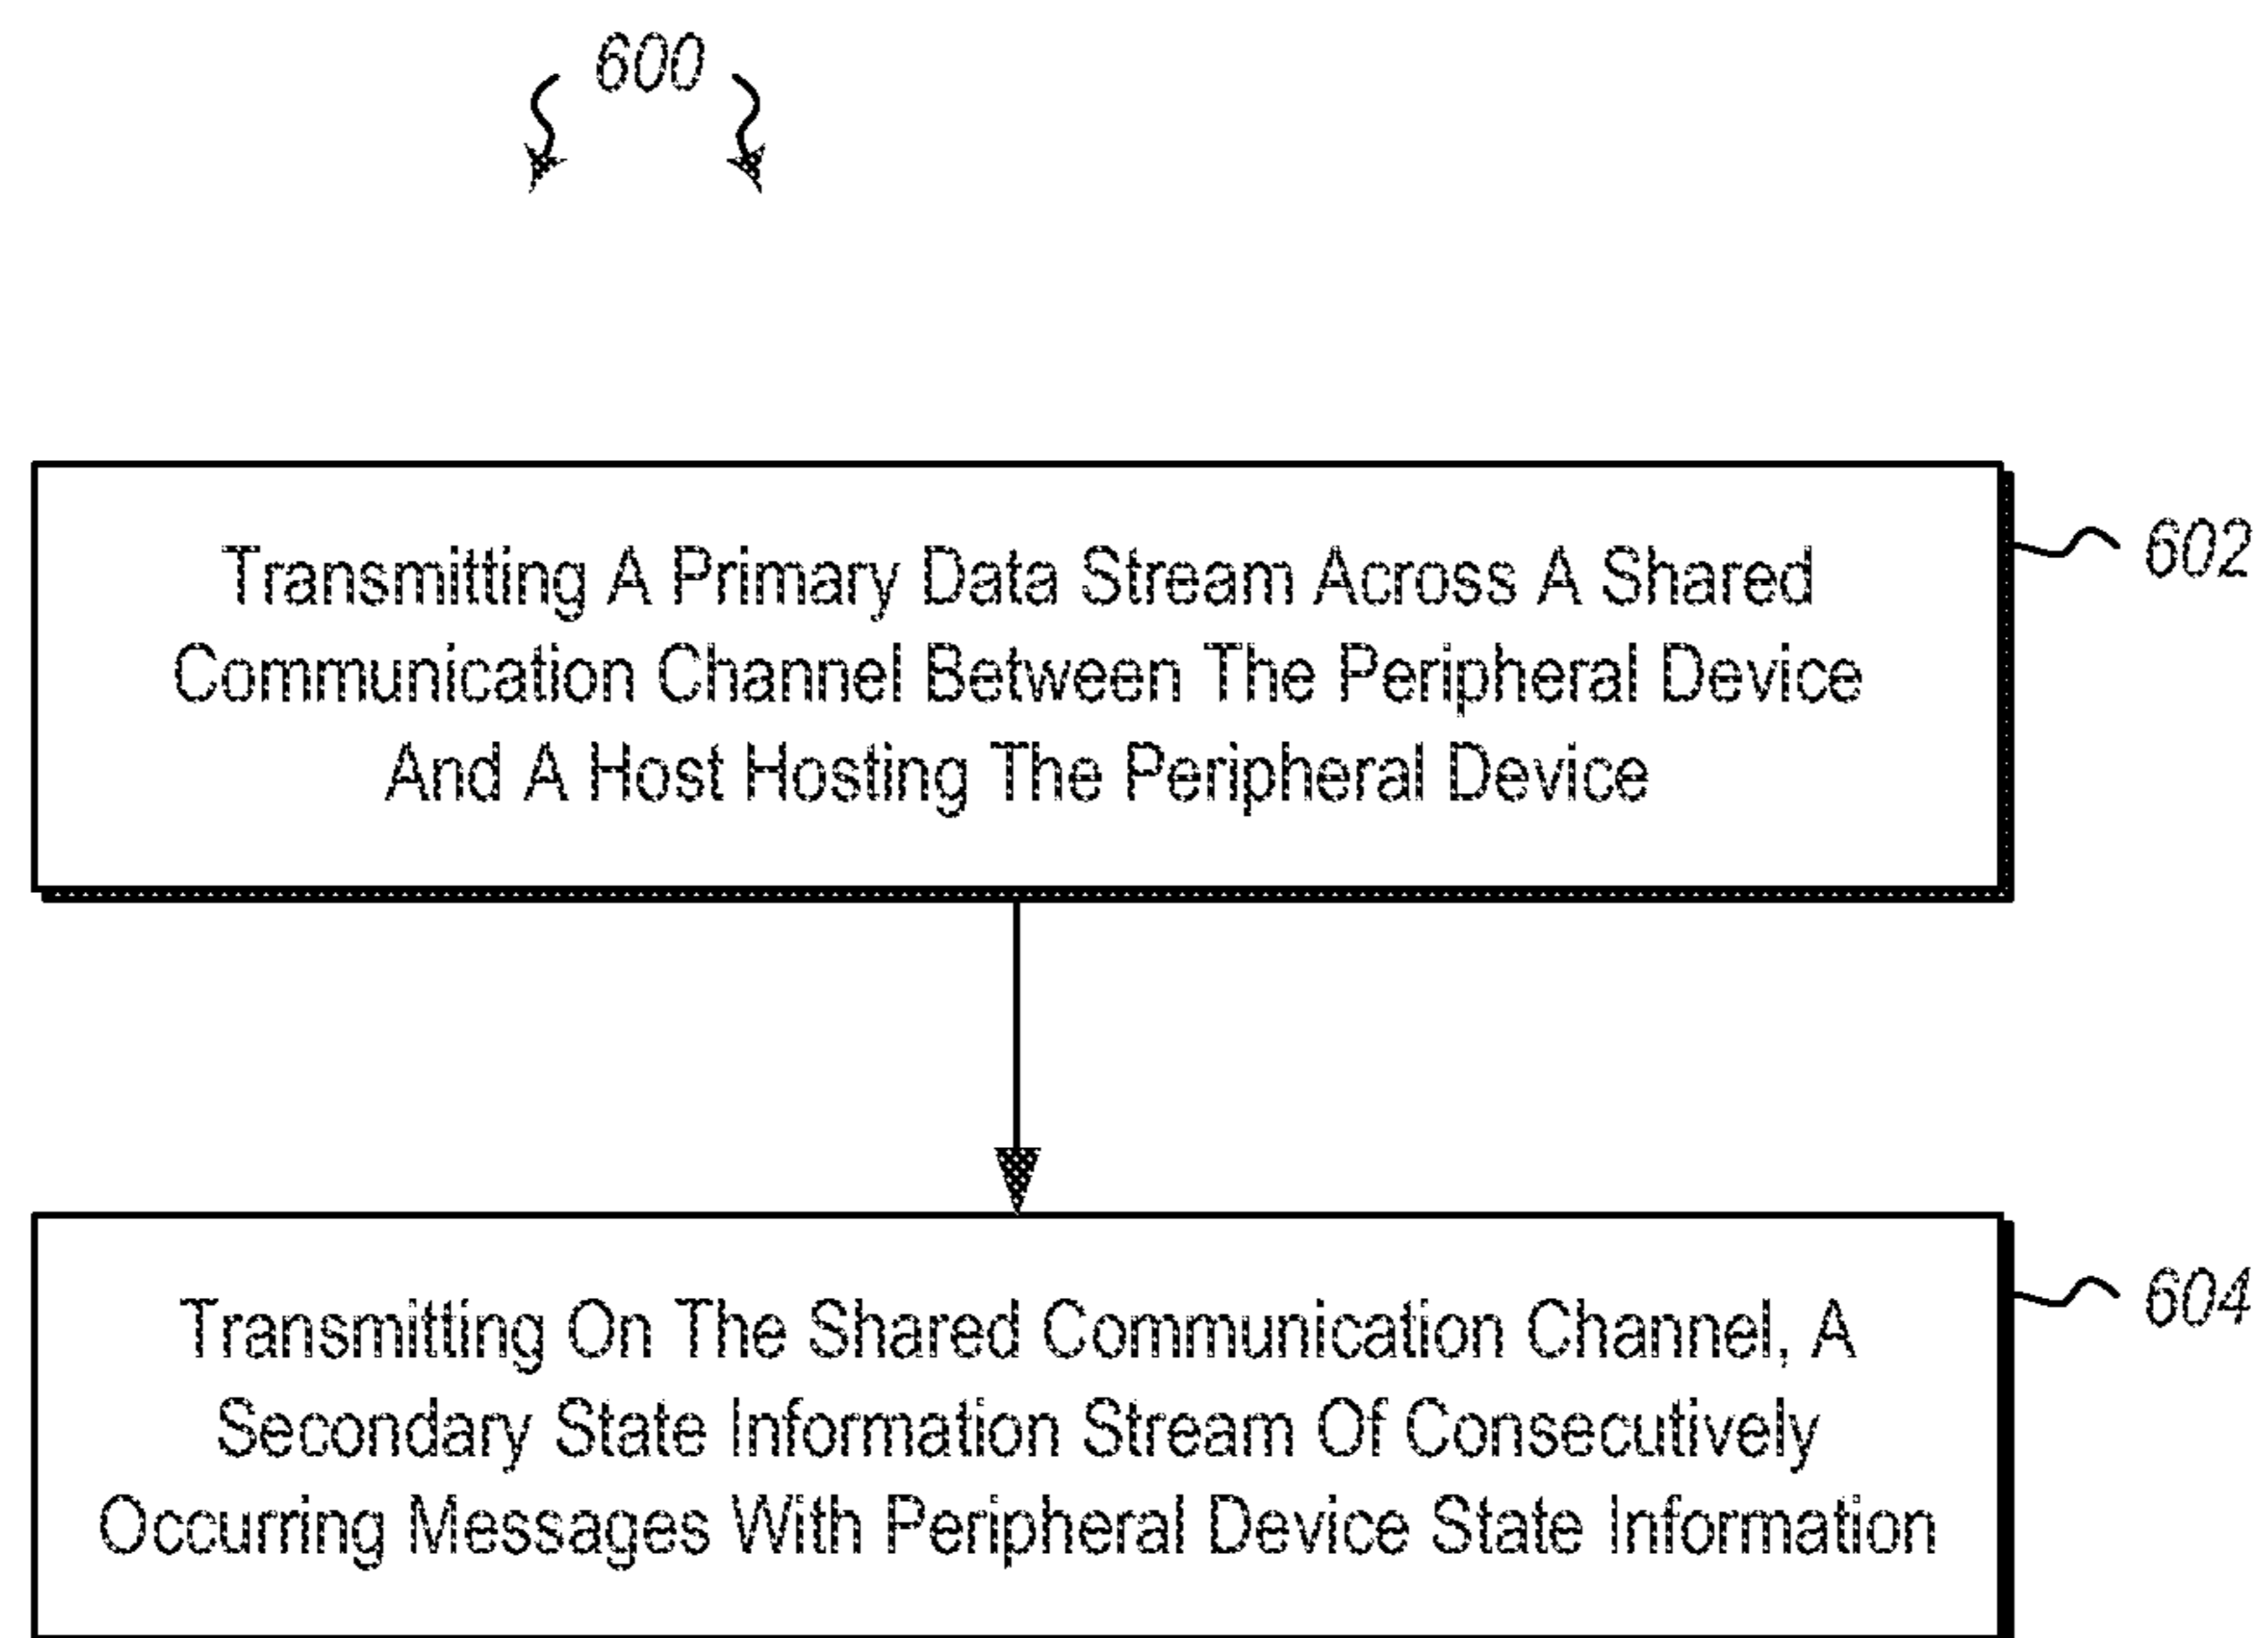 600
Transmitting A Primary Data Stream Across A Shared
Communication Channel Between The Peripheral Device
And A Host Hosting The Peripheral Device
602
Transmitting On The Shared Communication Channel, A
Secondary State Information Stream Of Consecutively
Occurring Messages With Peripheral Device State Information
604